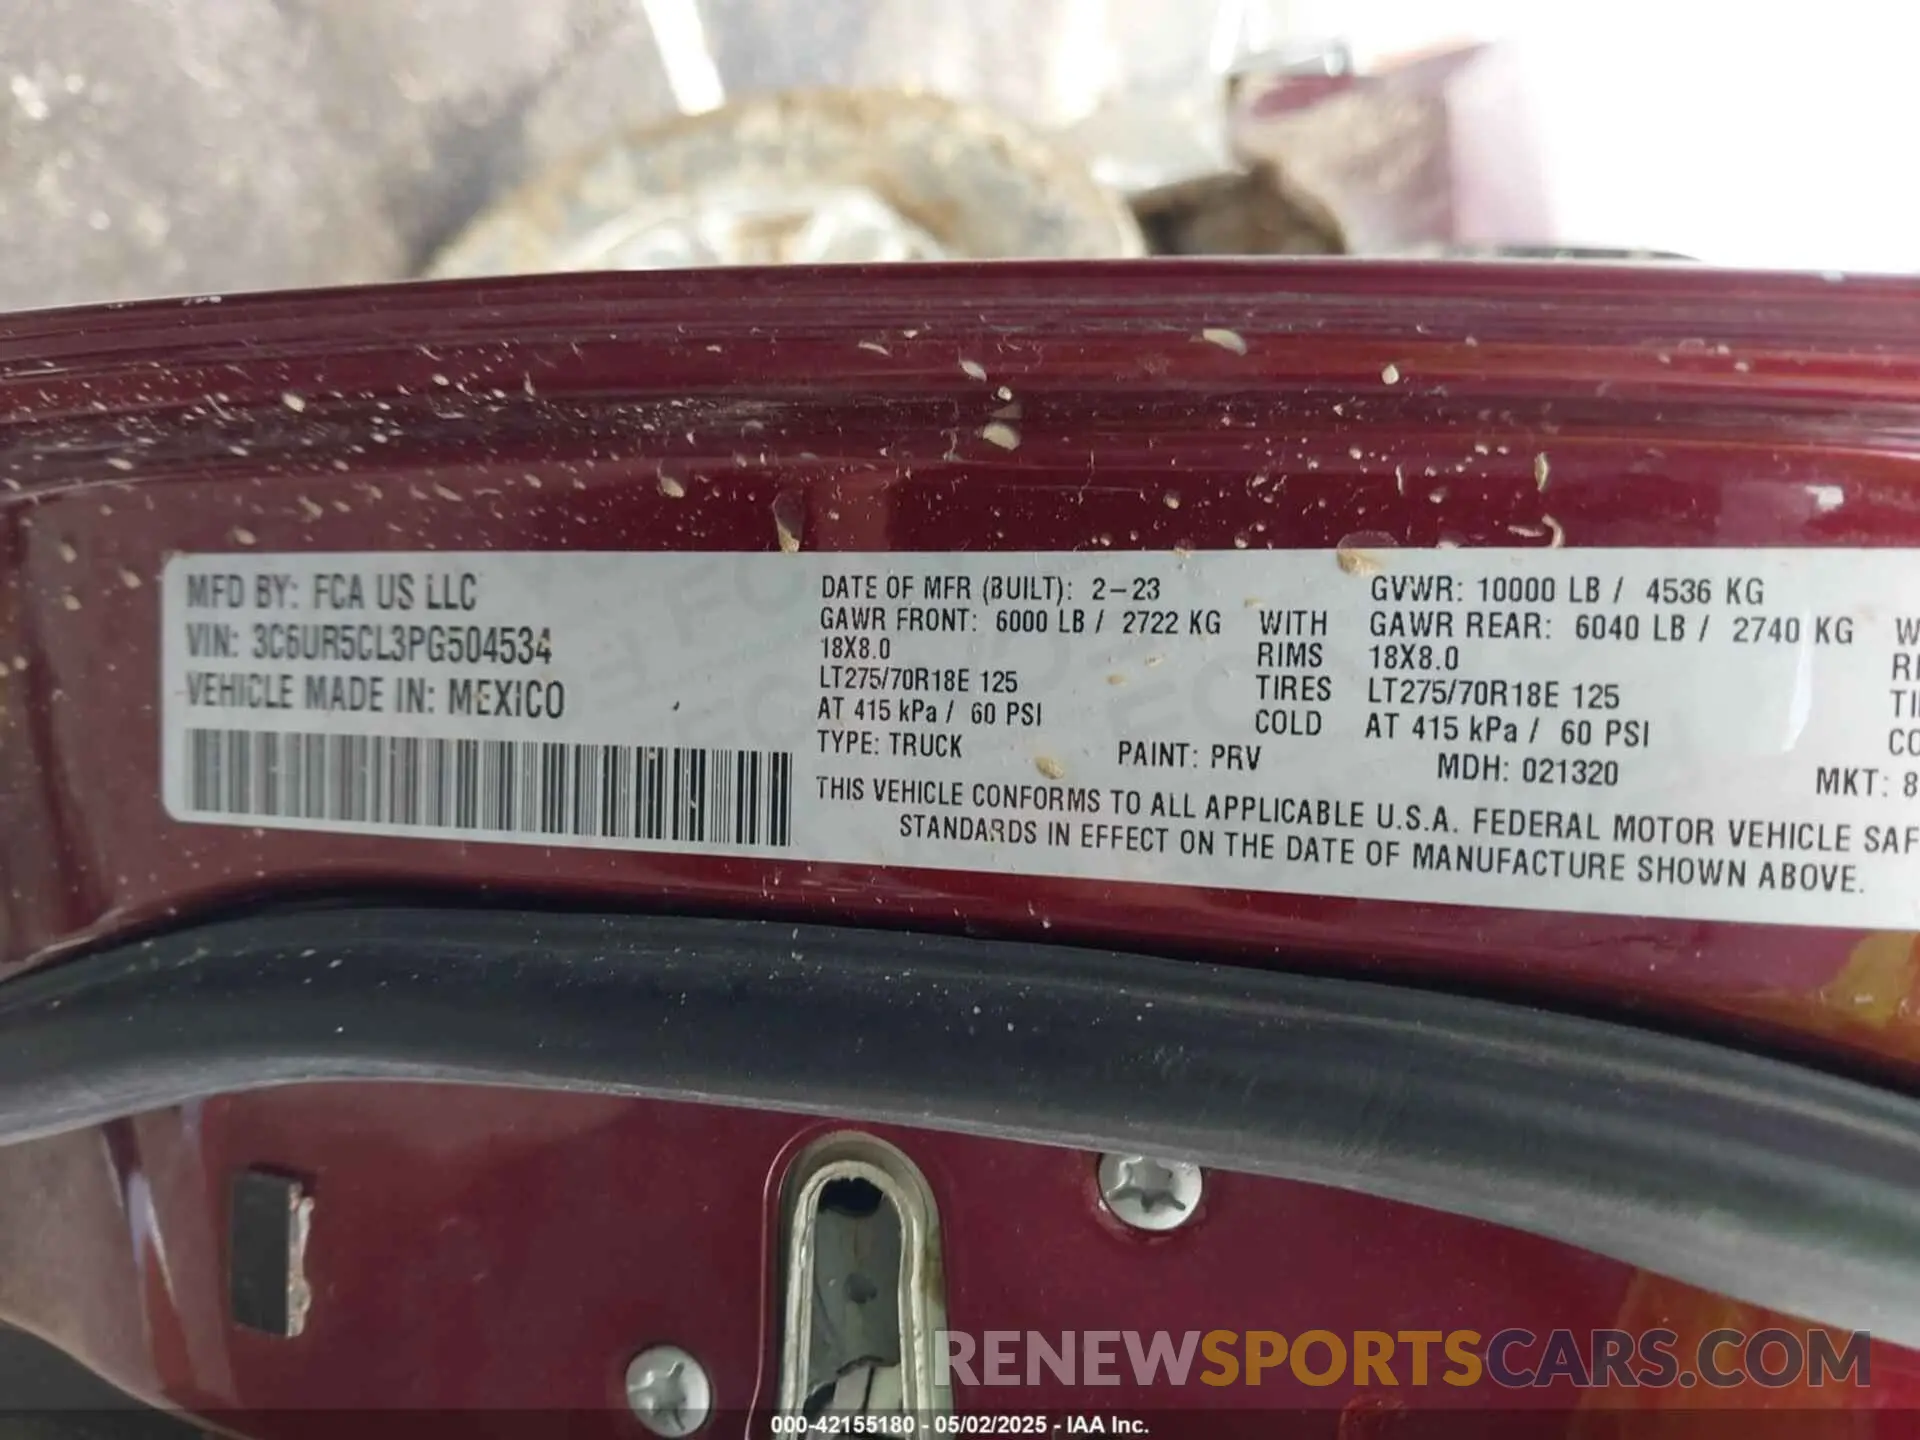 MFD BY: FCA US LLC
VIN: 3C6UR5CL3PG504534
VEHICLE MADE IN: MEXICO
DATE OF MFR (BUILT): 2-23
GVWR: 10000 LB / 4536 KG
GAWR FRONT: 6000 LB / 2722 KG WITH GAWR REAR: 6040 LB / 2740 KG
18X8.0 RIMS 18X8.0
LT275/70R18E 125 TIRES LT275/70R18E 125
AT 415 kPa / 60 PSI COLD AT 415 kPa / 60 PSI
TYPE: TRUCK PAINT: PRV MDH: 021320 MKT: 8
THIS VEHICLE CONFORMS TO ALL APPLICABLE U.S.A. FEDERAL MOTOR VEHICLE SAF
STANDARDS IN EFFECT ON THE DATE OF MANUFACTURE SHOWN ABOVE.
RENEWSPORTSCARS.COM
000-42155180 - 05/02/2025 - IAA Inc.